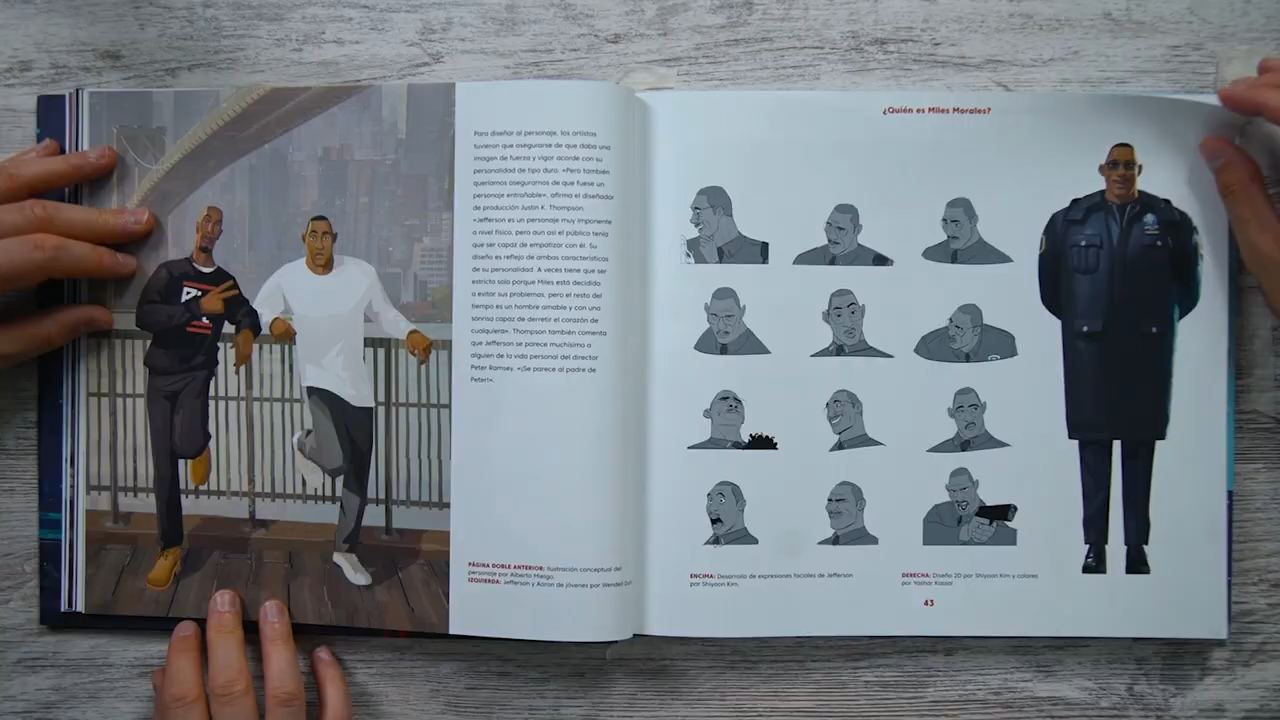 Para diseñar al personaje, los artistas
tuvieron que asegurarse de que daba una
imagen de fuerza y vigor acorde con su
personalidad de tipo duro. «Pero también
queríamos asegurarnos de que fuese un
personaje entrañable», afirma el diseñador
de producción Justin K. Thompson.
«Jefferson es un personaje muy imponente
a nivel físico, pero aun así el público tenía
que ser capaz de empatizar con él. Su
diseño es reflejo de ambas características
de su personalidad. A veces tiene que ser
estricto solo porque Miles está decidido
a evitar sus problemas, pero el resto del
tiempo es un hombre amable y con una
sonrisa capaz de derretir el corazón de
cualquiera». Thompson también comenta
que Jefferson se parece muchísimo a
alguien de la vida personal del director
Peter Ramsey. «¡Se parece al padre de
Peter!».
PÁGINA DOBLE ANTERIOR: Ilustración conceptual del
personaje por Alberto Mielgo.
IZQUIERDA: Jefferson y Aaron de jóvenes por Wendell
¿Quién es Miles Morales?
ENCIMA: Desarrollo de expresiones faciales de Jefferson
por Shiyoon Kim.
DERECHA: Diseño 2D por Shiyoon Kim y colores
por Yashar Kassai
43